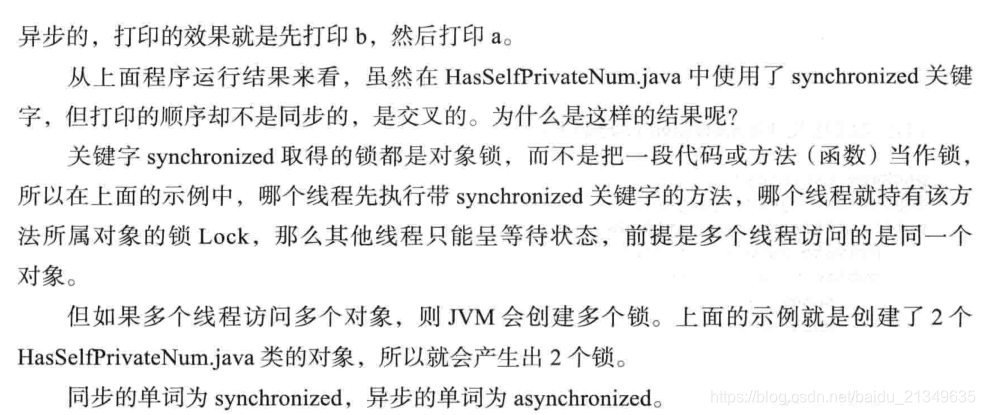 异步的，打印的效果就是先打印 b，然后打印 a。
从上面程序运行结果来看，虽然在 HasSelfPrivateNum.java 中使用了 synchronized 关键
字，但打印的顺序却不是同步的，是交叉的。为什么是这样的结果呢？
关键字 synchronized 取得的锁都是对象锁，而不是把一段代码或方法（函数）当作锁，
所以在上面的示例中，哪个线程先执行带 synchronized 关键字的方法，哪个线程就持有该方
法所属对象的锁 Lock，那么其他线程只能呈等待状态，前提是多个线程访问的是同一个
对象。
但如果多个线程访问多个对象，则 JVM 会创建多个锁。上面的示例就是创建了 2 个
HasSelfPrivateNum.java 类的对象，所以就会产生出 2 个锁。
同步的单词为 synchronized，异步的单词为 asynchronized。
https://blog.csdn.net/baidu_21349635